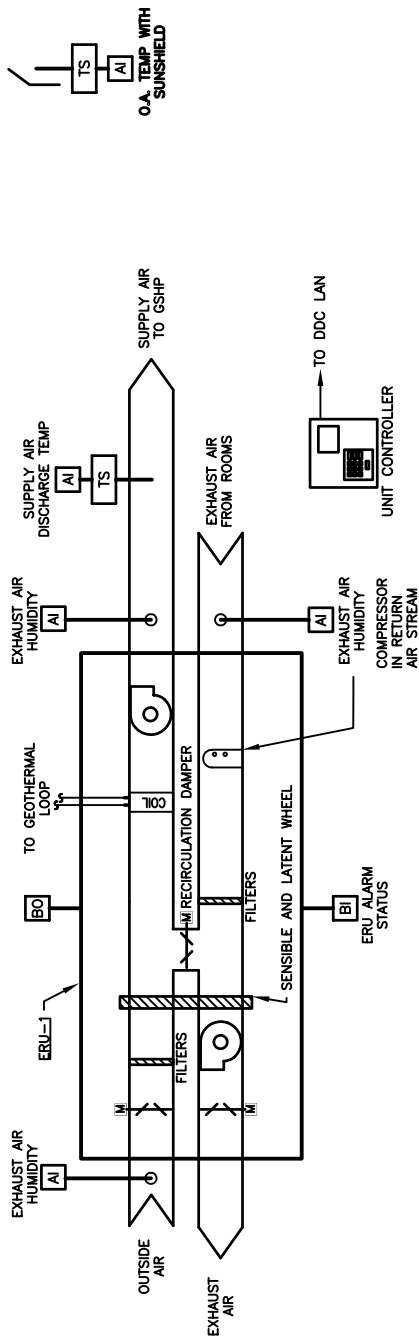 TS
AI
O.A. TEMP WITH
SUNSHIELD
SUPPLY AIR
TO GSHP
TO DDC LAN
UNIT CONTROLLER
SUPPLY AIR
DISCHARGE TEMP
AI
TS
EXHAUST AIR
FROM ROOMS
EXHAUST AIR
HUMIDITY
AI
AI
EXHAUST AIR
HUMIDITY
COMPRESSOR
IN RETURN
AIR STREAM
TO GEOTHERMAL
LOOP
COIL
BO
ERU-1
M
RECIRCULATION DAMPER
FILTERS
SENSIBLE AND LATENT WHEEL
BI
ERU ALARM
STATUS
FILTERS
M
M
EXHAUST AIR
HUMIDITY
AI
OUTSIDE
AIR
EXHAUST
AIR